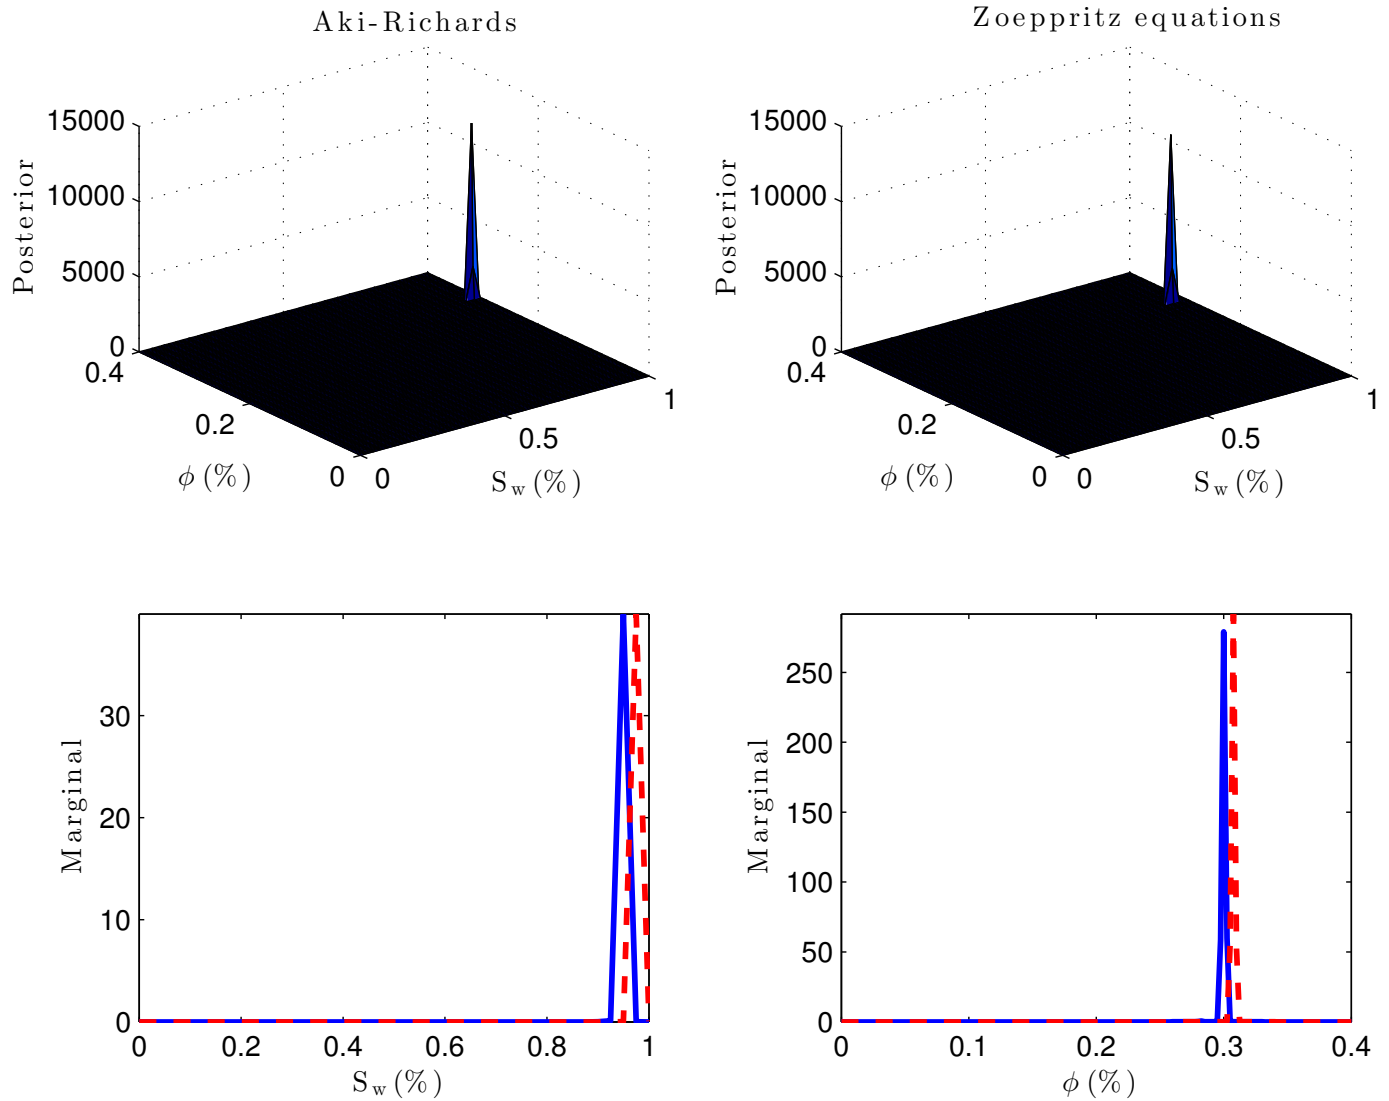 Aki-Richards
Zoeppritz equations
Posterior
15000
10000
5000
0
0.4
0.2
0
ϕ (%)
0
0.5
1
S_w (%)
Posterior
15000
10000
5000
0
0.4
0.2
0
ϕ (%)
0
0.5
1
S_w (%)
Marginal
30
20
10
0
0 0.2 0.4 0.6 0.8 1
S_w (%)
Marginal
250
200
150
100
50
0
0 0.1 0.2 0.3 0.4
ϕ (%)